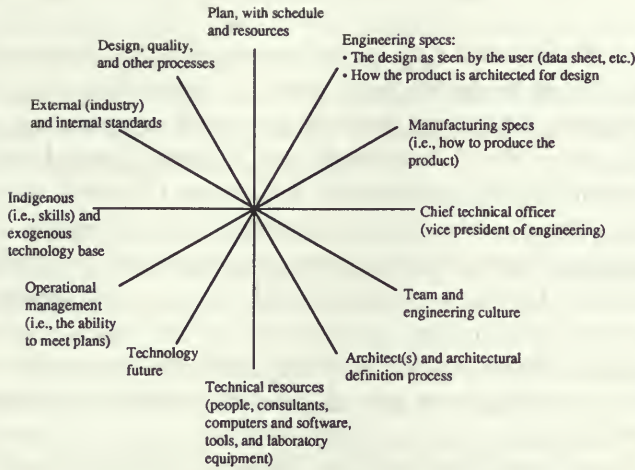 Plan, with schedule
and resources
Engineering specs:
• The design as seen by the user (data sheet, etc.)
• How the product is architected for design
Manufacturing specs
(i.e., how to produce the
product)
Chief technical officer
(vice president of engineering)
Team and
engineering culture
Architect(s) and architectural
definition process
Technical resources
(people, consultants,
computers and software,
tools, and laboratory
equipment)
Technology
future
Operational
management
(i.e., the ability
to meet plans)
Indigenous
(i.e., skills) and
exogenous
technology base
External (industry)
and internal standards
Design, quality,
and other processes